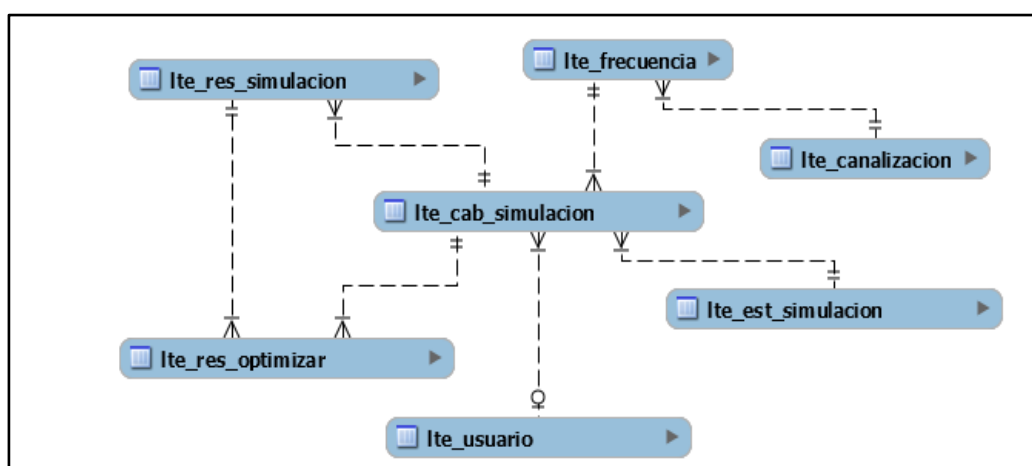 lte_frecuencia
lte_res_simulacion
lte_canalizacion
lte_cab_simulacion
lte_est_simulacion
lte_res_optimizar
lte_usuario